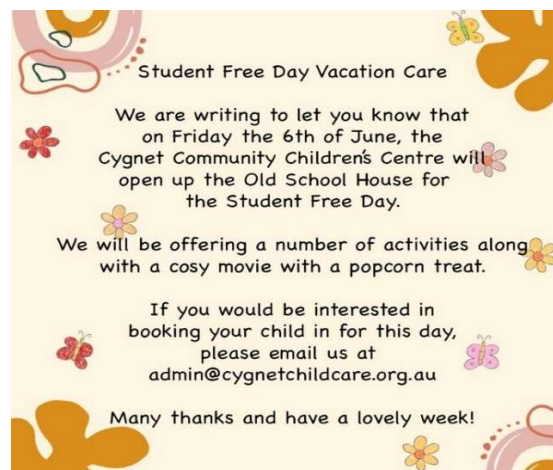 Student Free Day Vacation Care
We are writing to let you know that
on Friday the 6th of June, the
Cygnet Community Children's Centre will
open up the Old School House for
the Student Free Day.
We will be offering a number of activities along
with a cosy movie with a popcorn treat.
If you would be interested in
booking your child in for this day,
please email us at
admin@cygnetchildcare.org.au
Many thanks and have a lovely week!